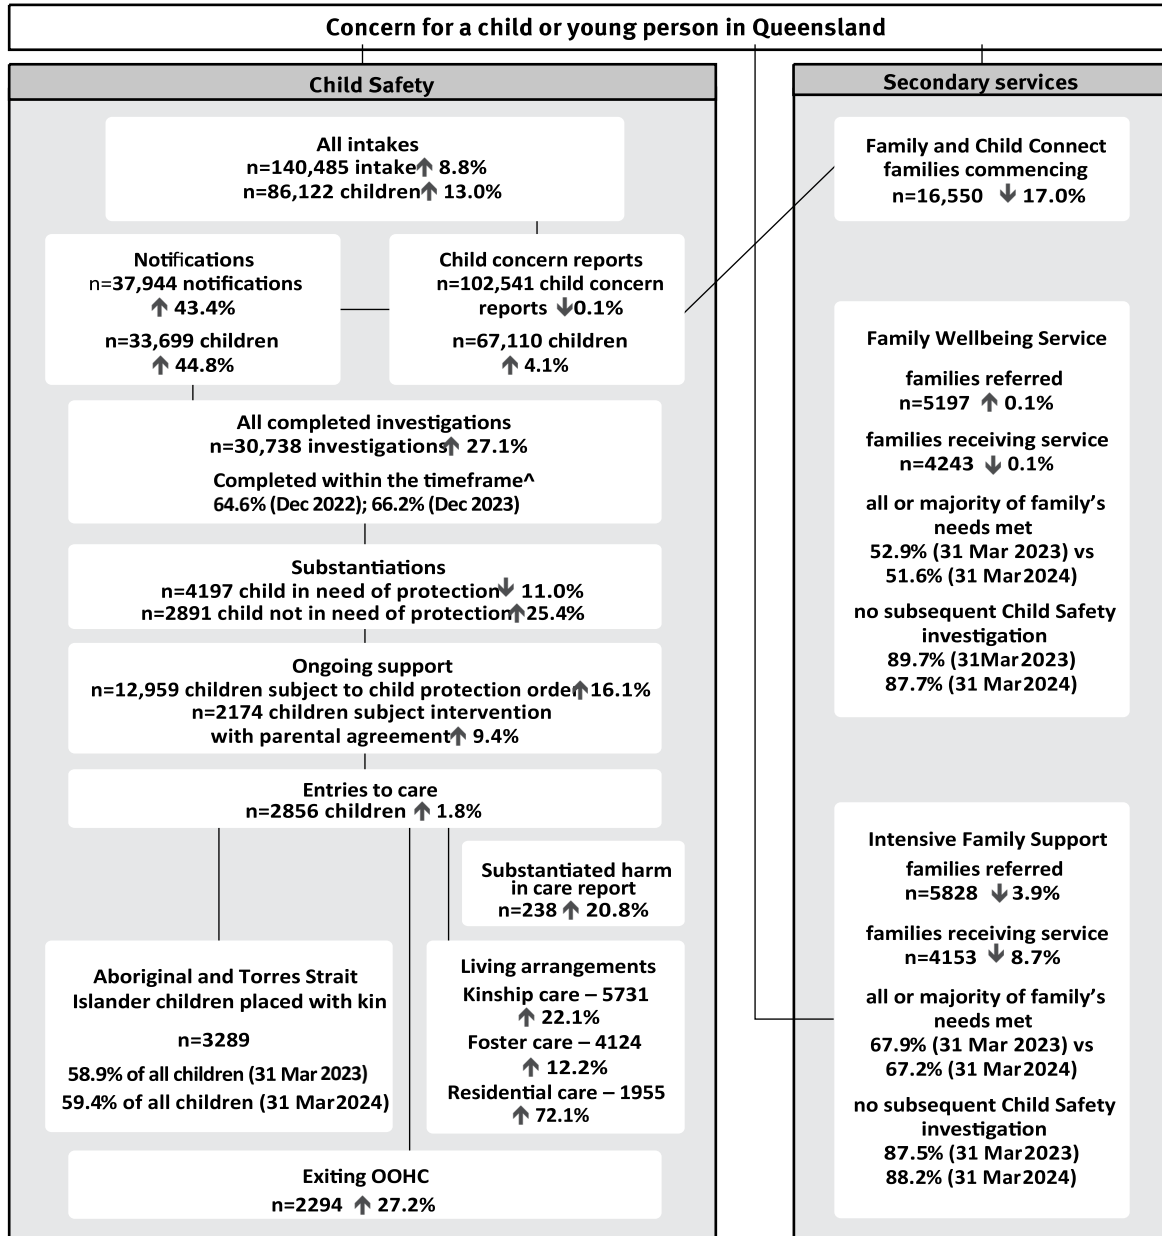 Concern for a child or young person in Queensland
Child Safety
All intakes
n=140,485 intake↑ 8.8%
n=86,122 children↑ 13.0%
Notifications
n=37,944 notifications
↑ 43.4%
n=33,699 children
↑ 44.8%
Child concern reports
n=102,541 child concern
reports ↓0.1%
n=67,110 children
↑ 4.1%
All completed investigations
n=30,738 investigations↑ 27.1%
Completed within the timeframe^
64.6% (Dec 2022); 66.2% (Dec 2023)
Substantiations
n=4197 child in need of protection↓ 11.0%
n=2891 child not in need of protection↑25.4%
Ongoing support
n=12,959 children subject to child protection order↑16.1%
n=2174 children subject intervention
with parental agreement↑ 9.4%
Entries to care
n=2856 children ↑ 1.8%
Substantiated harm
in care report
n=238 ↑ 20.8%
Aboriginal and Torres Strait
Islander children placed with kin
n=3289
58.9% of all children (31 Mar 2023)
59.4% of all children (31 Mar 2024)
Living arrangements
Kinship care – 5731
↑ 22.1%
Foster care – 4124
↑ 12.2%
Residential care – 1955
↑ 72.1%
Exiting OOHC
n=2294 ↑ 27.2%
Secondary services
Family and Child Connect
families commencing
n=16,550 ↓ 17.0%
Family Wellbeing Service
families referred
n=5197 ↑ 0.1%
families receiving service
n=4243 ↓ 0.1%
all or majority of family’s
needs met
52.9% (31 Mar 2023) vs
51.6% (31 Mar 2024)
no subsequent Child Safety
investigation
89.7% (31 Mar 2023)
87.7% (31 Mar 2024)
Intensive Family Support
families referred
n=5828 ↓ 3.9%
families receiving service
n=4153 ↓ 8.7%
all or majority of family’s
needs met
67.9% (31 Mar 2023) vs
67.2% (31 Mar 2024)
no subsequent Child Safety
investigation
87.5% (31 Mar 2023)
88.2% (31 Mar 2024)